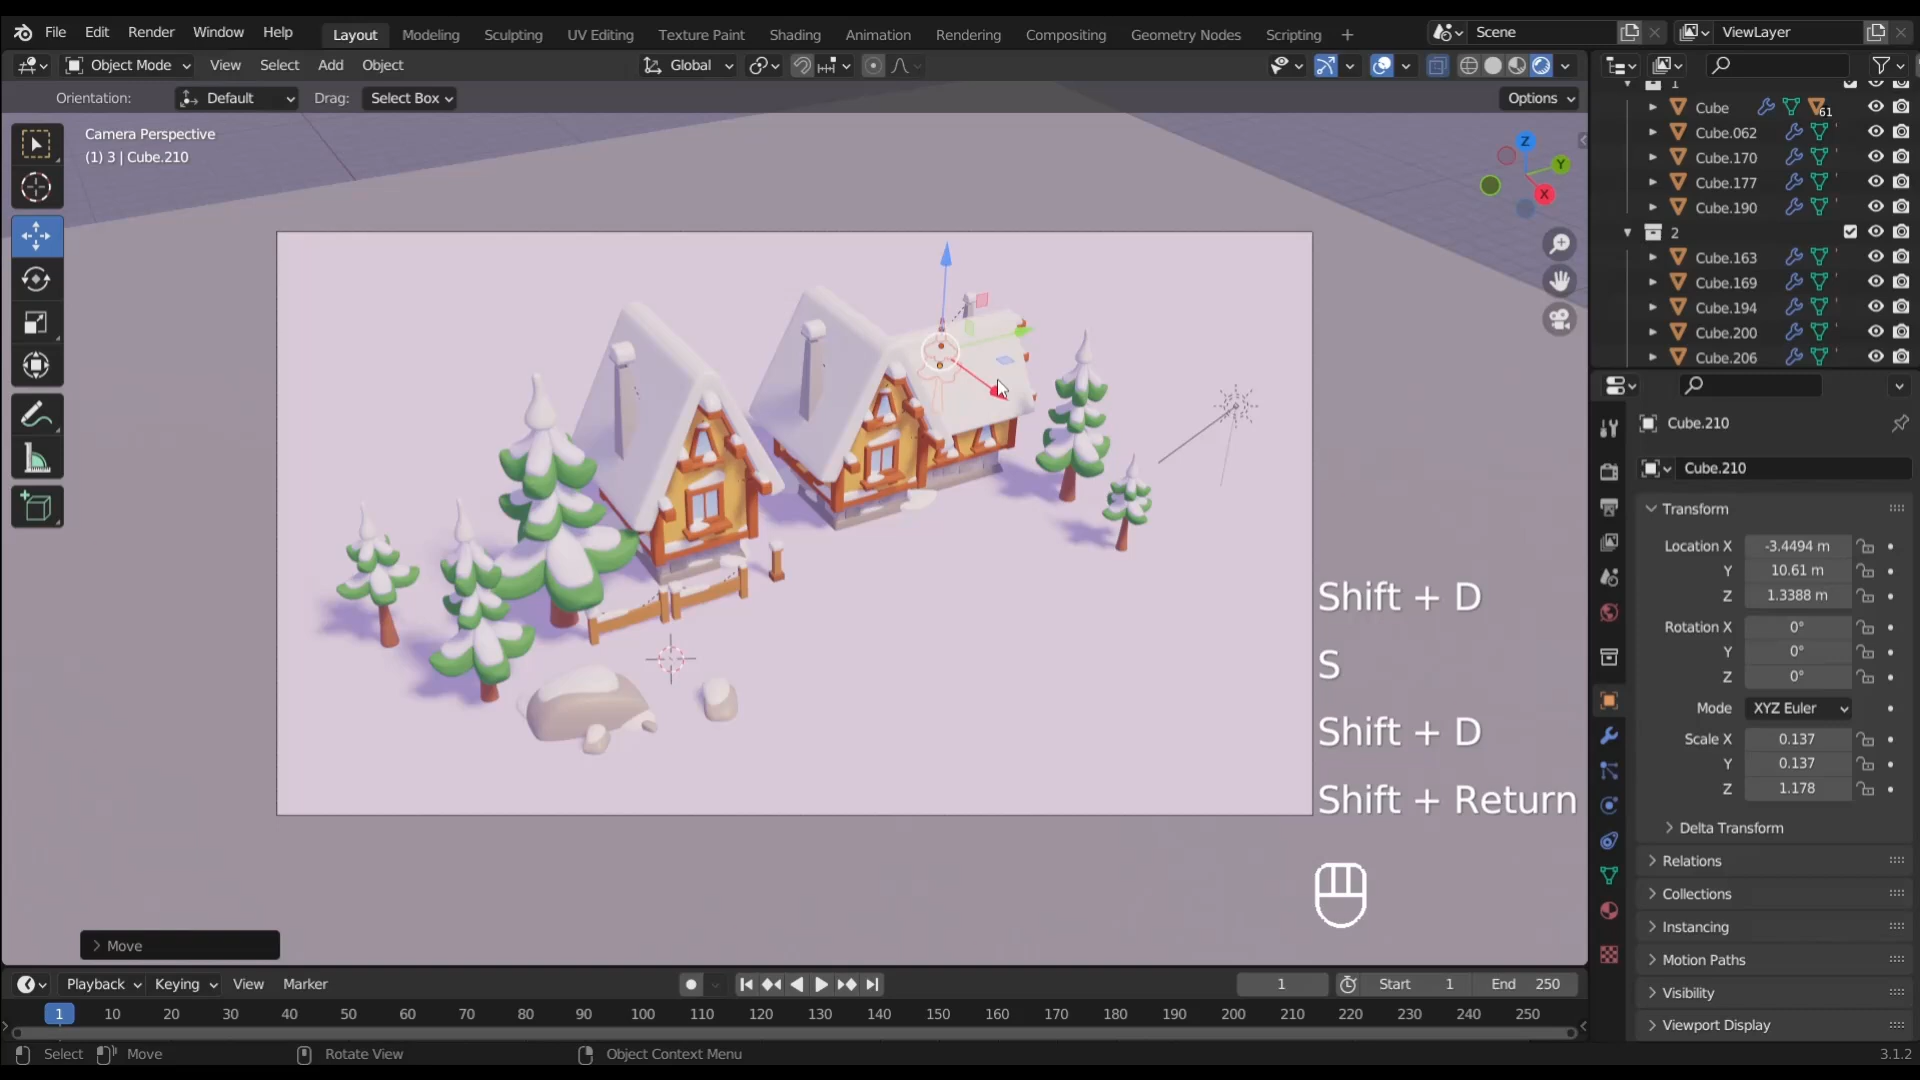 File Edit Render Window Help Layout Modeling Sculpting UV Editing Texture Paint Shading Animation Rendering Compositing Geometry Nodes Scripting + Scene ViewLayer
Object Mode View Select Add Object Global
Orientation: Default Drag: Select Box Options
Camera Perspective
(1) 3 | Cube.210
Z
Y
X
1
Cube 61
Cube.062
Cube.170
Cube.177
Cube.190
2
Cube.163
Cube.169
Cube.194
Cube.200
Cube.206
Cube.210
Cube.210
Transform
Location X -3.4494 m
Y 10.61 m
Z 1.3388 m
Rotation X 0°
Y 0°
Z 0°
Mode XYZ Euler
Scale X 0.137
Y 0.137
Z 1.178
Delta Transform
Relations
Collections
Instancing
Motion Paths
Visibility
Viewport Display
Shift + D
S
Shift + D
Shift + Return
Move
Playback Keying View Marker 1 Start 1 End 250
1 10 20 30 40 50 60 70 80 90 100 110 120 130 140 150 160 170 180 190 200 210 220 230 240 250
Select Move Rotate View Object Context Menu 3.1.2